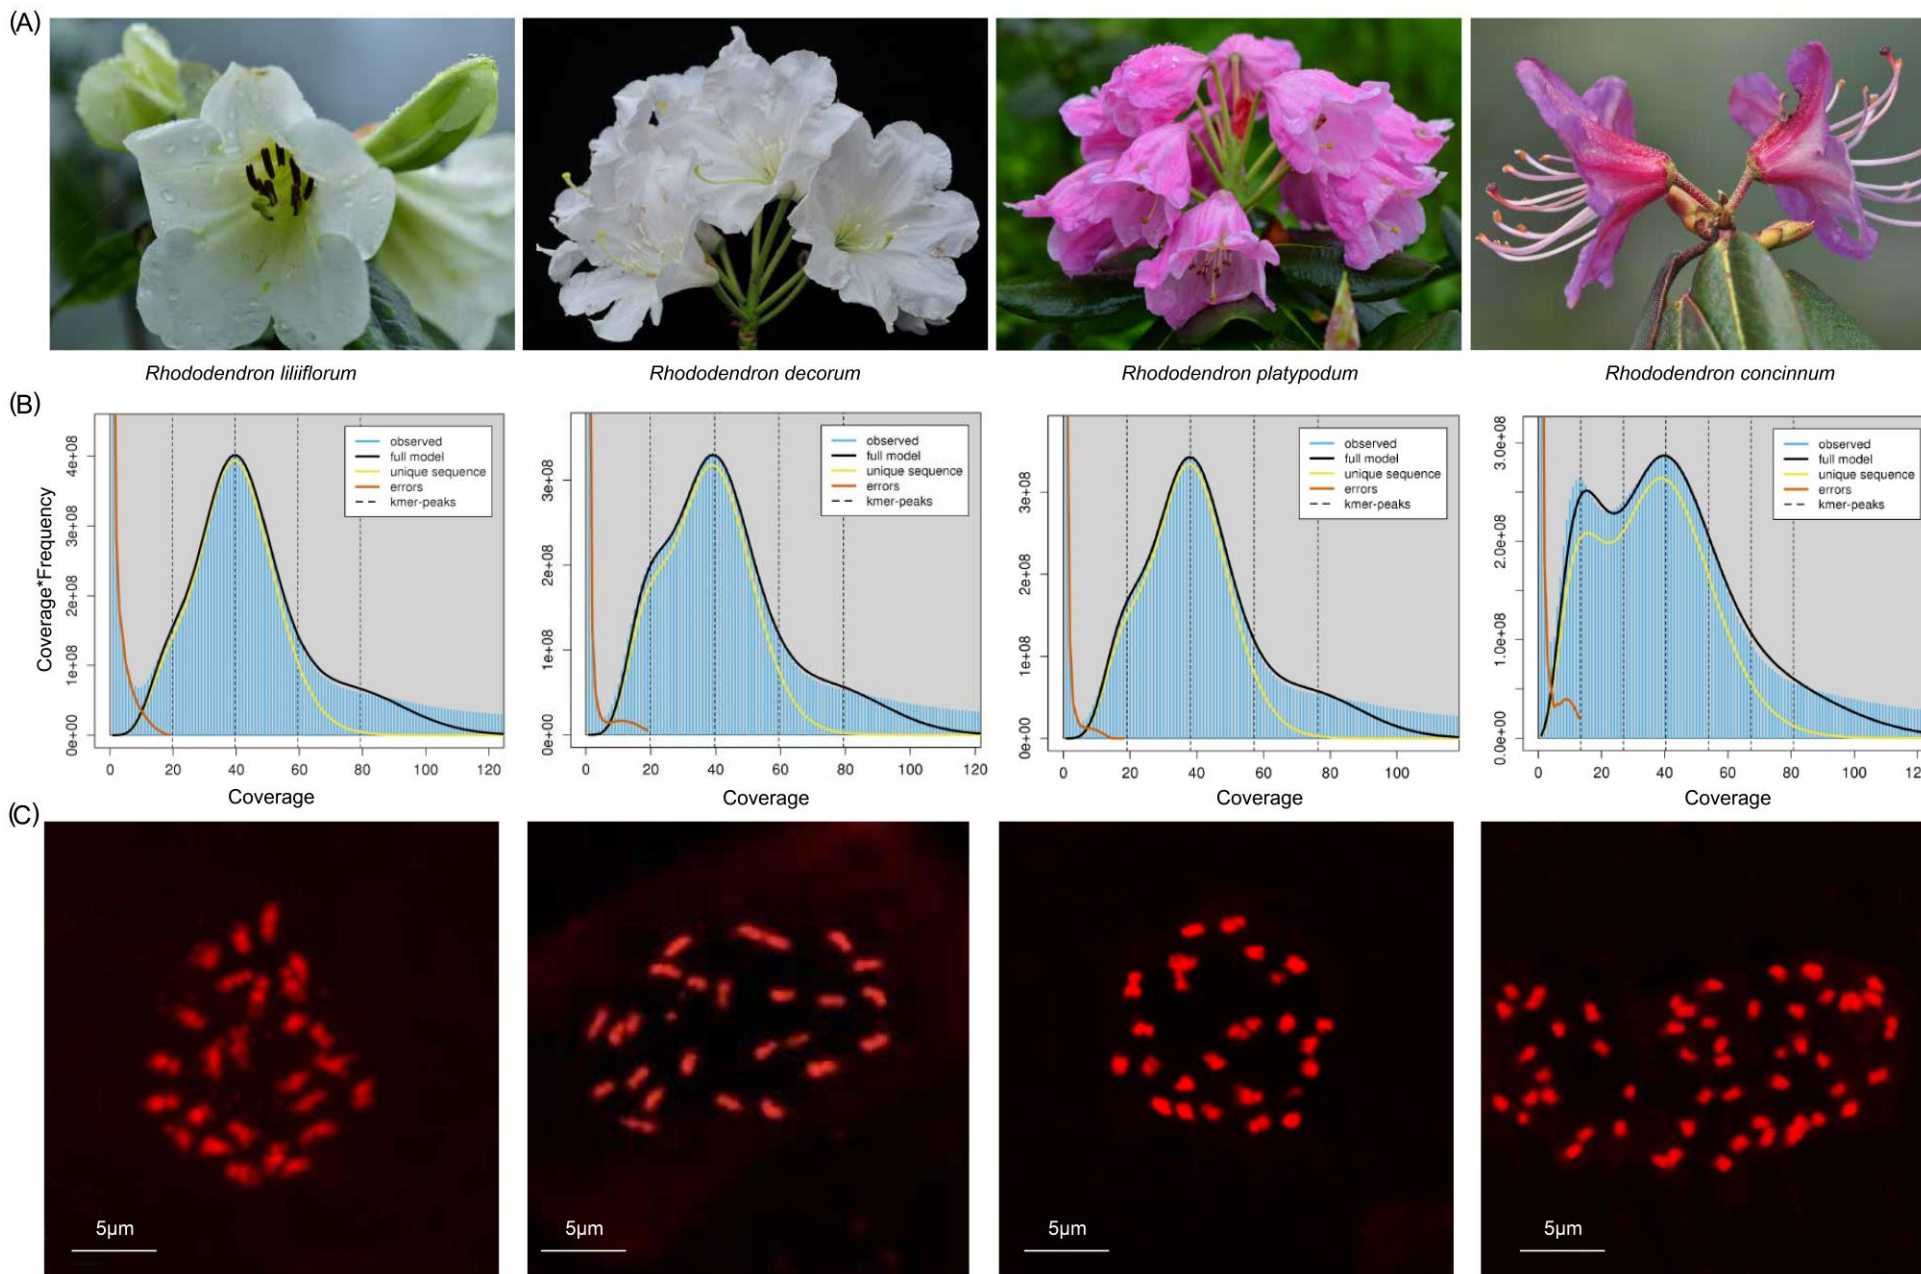 (A)
Rhododendron liliiflorum
Rhododendron decorum
Rhododendron platypodum
Rhododendron concinnum
(B)
Coverage*Frequency
0e+00 1e+08 2e+08 3e+08 4e+08
observed
full model
unique sequence
errors
kmer-peaks
0 20 40 60 80 100 120
Coverage
0e+00 1e+08 2e+08 3e+08
observed
full model
unique sequence
errors
kmer-peaks
0 20 40 60 80 100 120
Coverage
0e+00 1e+08 2e+08 3e+08
observed
full model
unique sequence
errors
kmer-peaks
0 20 40 60 80 100
Coverage
0.0e+00 1.0e+08 2.0e+08 3.0e+08
observed
full model
unique sequence
errors
kmer-peaks
0 20 40 60 80 100
Coverage
(C)
5μm
5μm
5μm
5μm